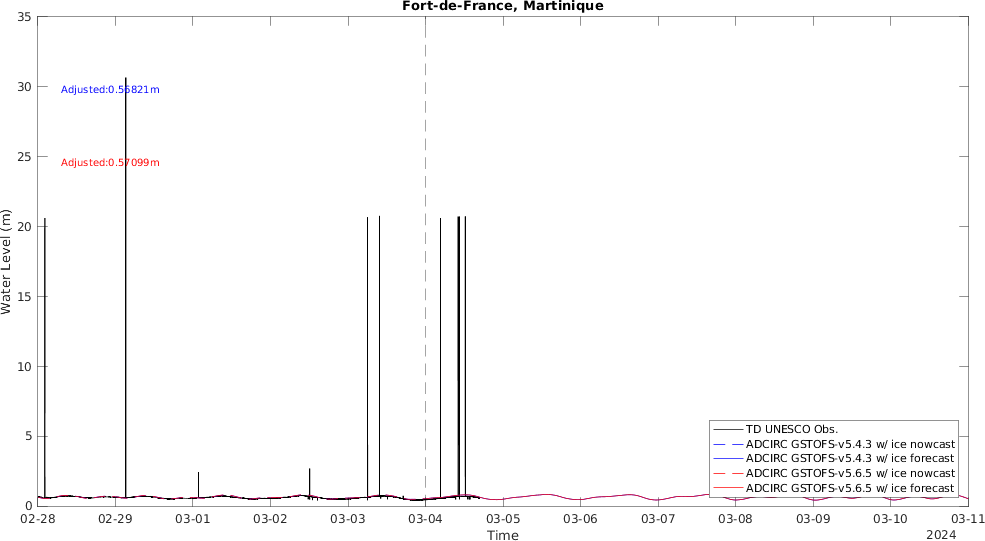 Fort-de-France, Martinique
35
30
25
20
15
10
5
0
Water Level (m)
Adjusted:0.56821m
Adjusted:0.57099m
TD UNESCO Obs.
ADCIRC GSTOFS-v5.4.3 w/ ice nowcast
ADCIRC GSTOFS-v5.4.3 w/ ice forecast
ADCIRC GSTOFS-v5.6.5 w/ ice nowcast
ADCIRC GSTOFS-v5.6.5 w/ ice forecast
02-28 02-29 03-01 03-02 03-03 03-04 03-05 03-06 03-07 03-08 03-09 03-10 03-11
Time
2024